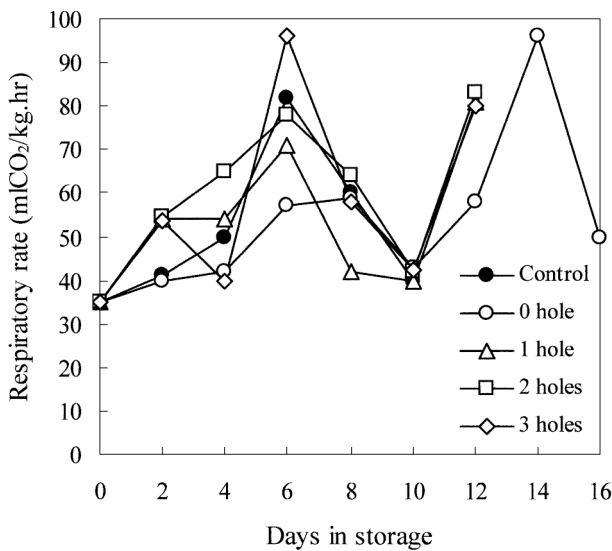 Respiratory rate (mlCO₂/kg.hr)
100
90
80
70
60
50
40
30
20
10
0
0 2 4 6 8 10 12 14 16
Days in storage
Control
0 hole
1 hole
2 holes
3 holes